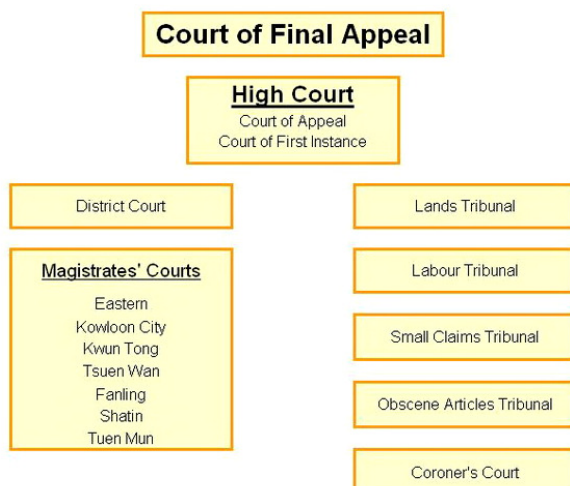 Court of Final Appeal
High Court
Court of Appeal
Court of First Instance
District Court
Magistrates' Courts
Eastern
Kowloon City
Kwun Tong
Tsuen Wan
Fanling
Shatin
Tuen Mun
Lands Tribunal
Labour Tribunal
Small Claims Tribunal
Obscene Articles Tribunal
Coroner's Court